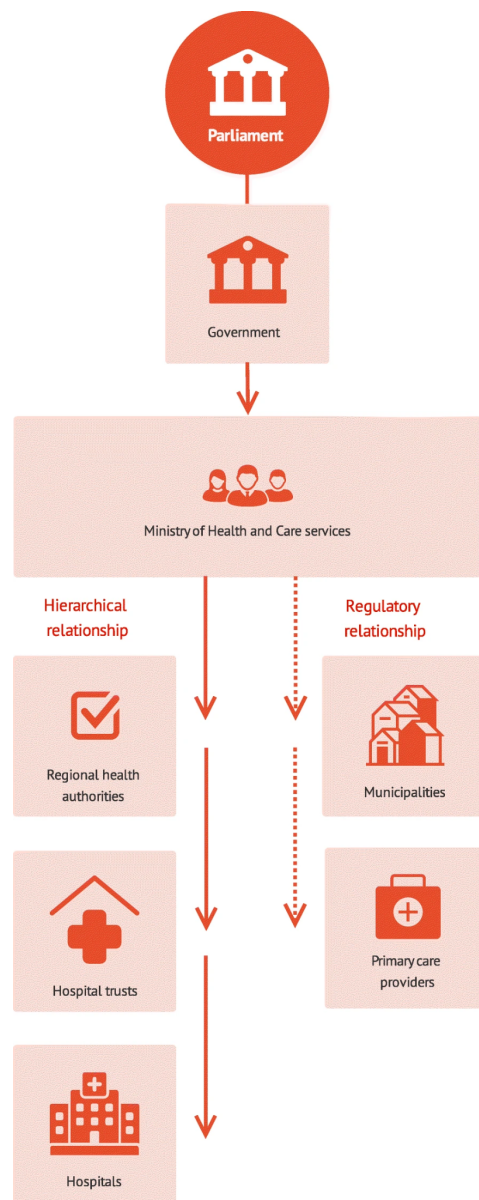 Parliament
Government
Ministry of Health and Care services
Hierarchical
relationship
Regulatory
relationship
Regional health
authorities
Municipalities
Hospital trusts
Primary care
providers
Hospitals